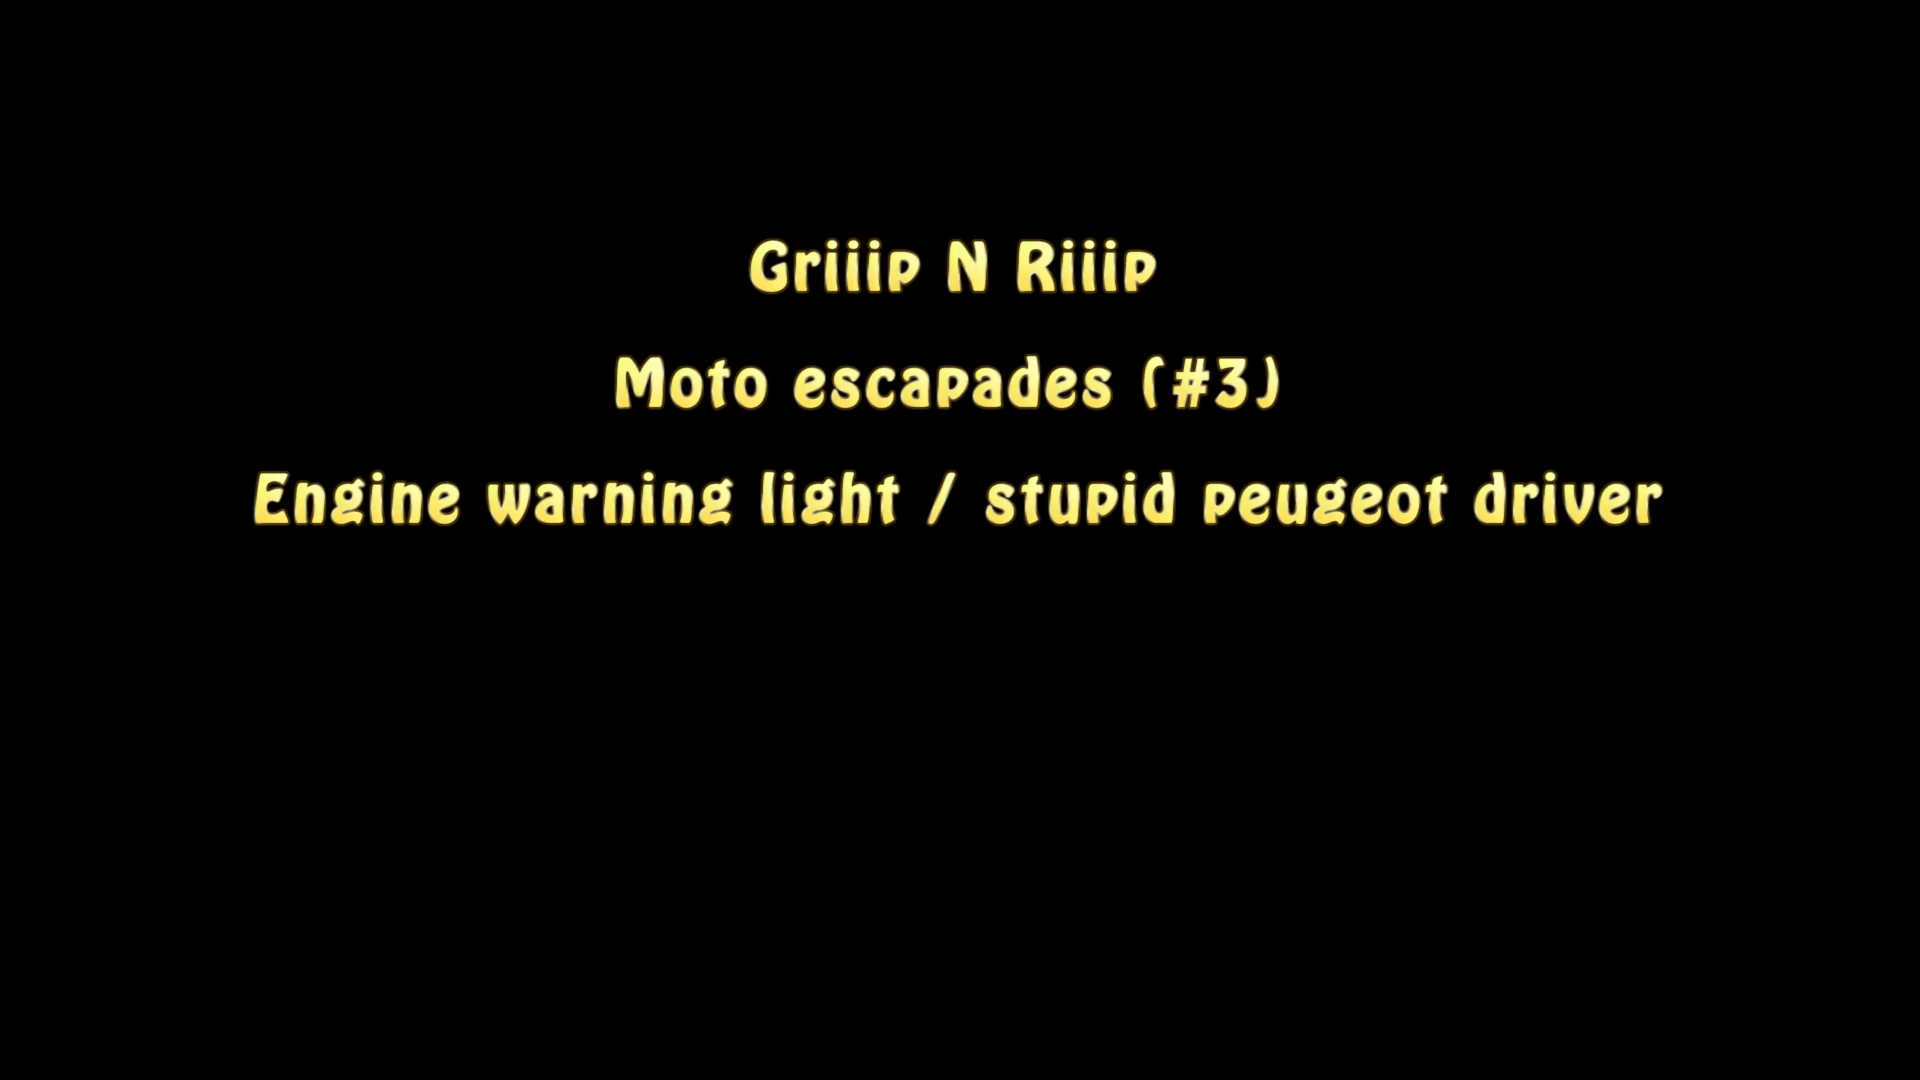 Griiip N Riiip
Moto escapades (#3)
Engine warning light / stupid peugeot driver